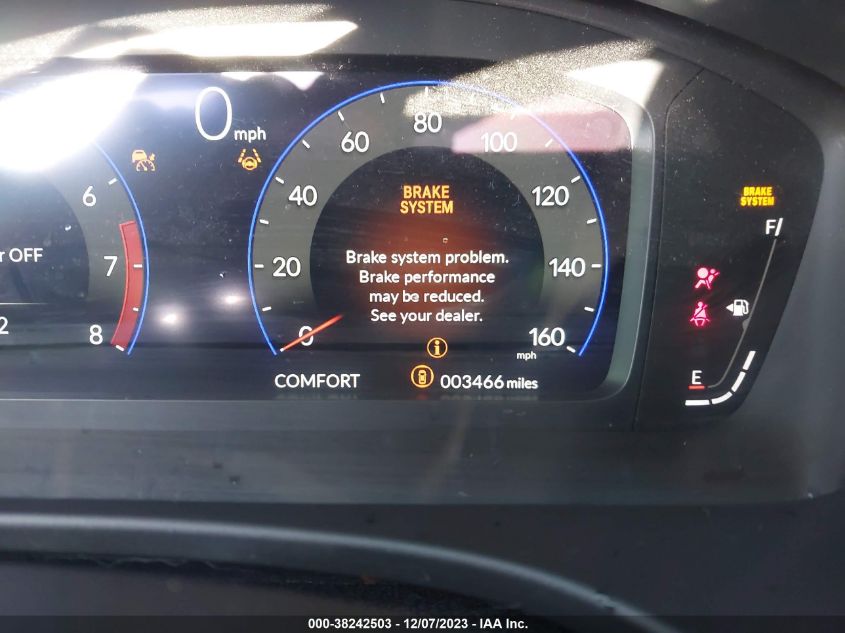 0 mph
6
7
8
r OFF
2
0
20
40
60
80
100
120
140
160
mph
BRAKE
SYSTEM
Brake system problem.
Brake performance
may be reduced.
See your dealer.
COMFORT
003466 miles
BRAKE
SYSTEM
F/
E
000-38242503 - 12/07/2023 - IAA Inc.